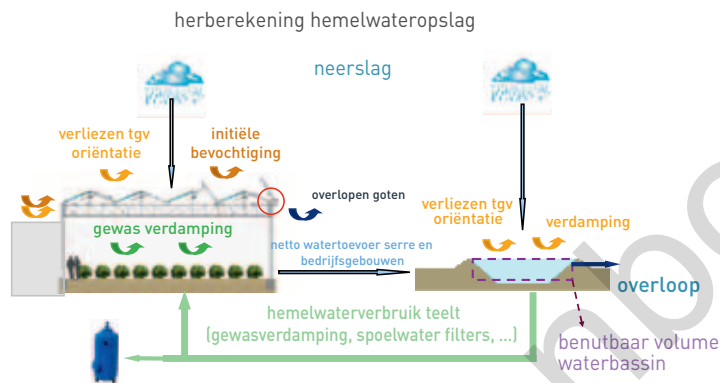 herberekening hemelwateropslag
neerslag
verliezen tgv
oriëntatie
initiële
bevochtiging
overlopen goten
verliezen tgv
oriëntatie
verdamping
gewas verdamping
netto watertoevoer serre en
bedrijfsgebouwen
overloop
hemelwaterverbruik teelt
(gewasverdamping, spoelwater filters, ...)
benutbaar volume
waterbassin